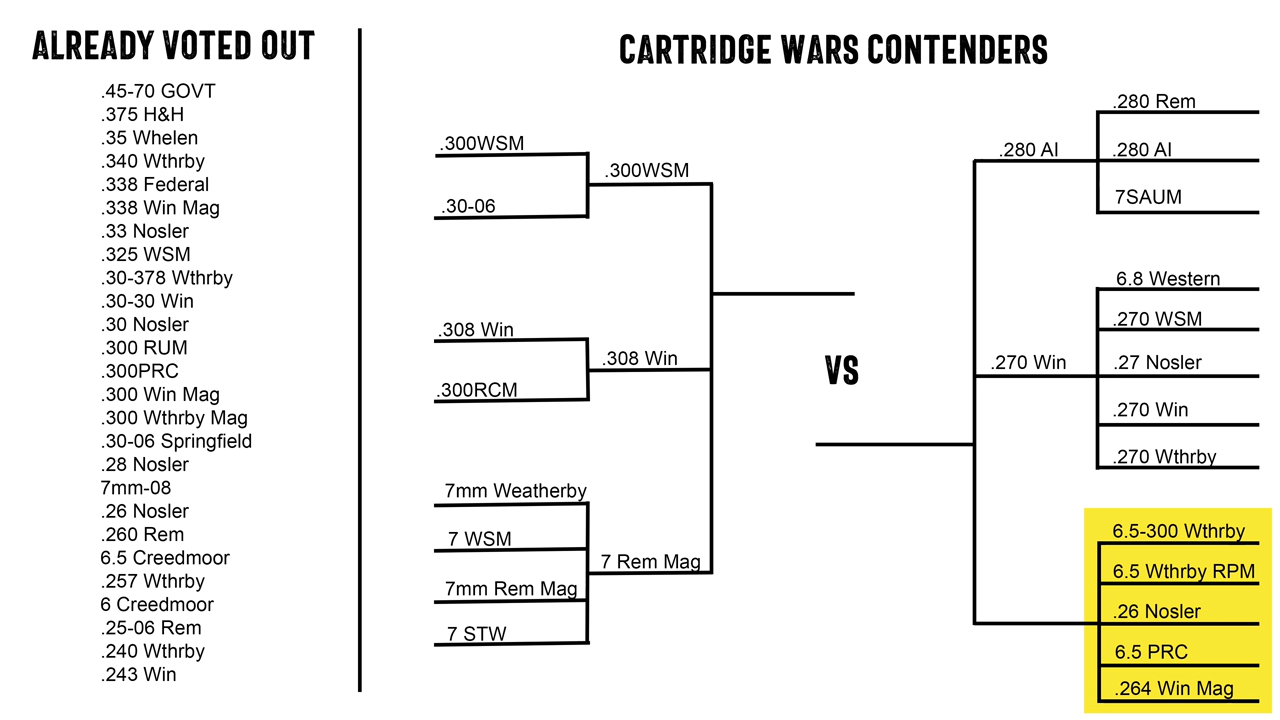 ALREADY VOTED OUT
.45-70 GOVT
.375 H&H
.35 Whelen
.340 Wthrby
.338 Federal
.338 Win Mag
.33 Nosler
.325 WSM
.30-378 Wthrby
.30-30 Win
.30 Nosler
.300 RUM
.300PRC
.300 Win Mag
.300 Wthrby Mag
.30-06 Springfield
.28 Nosler
7mm-08
.26 Nosler
.260 Rem
6.5 Creedmoor
.257 Wthrby
6 Creedmoor
.25-06 Rem
.240 Wthrby
.243 Win
CARTRIDGE WARS CONTENDERS
.300WSM
.30-06
.300WSM
.308 Win
.300RCM
.308 Win
7mm Weatherby
7 WSM
7mm Rem Mag
7 STW
7 Rem Mag
VS
.280 AI
.280 Rem
.280 AI
7SAUM
.270 Win
6.8 Western
.270 WSM
.27 Nosler
.270 Win
.270 Wthrby
6.5-300 Wthrby
6.5 Wthrby RPM
.26 Nosler
6.5 PRC
.264 Win Mag